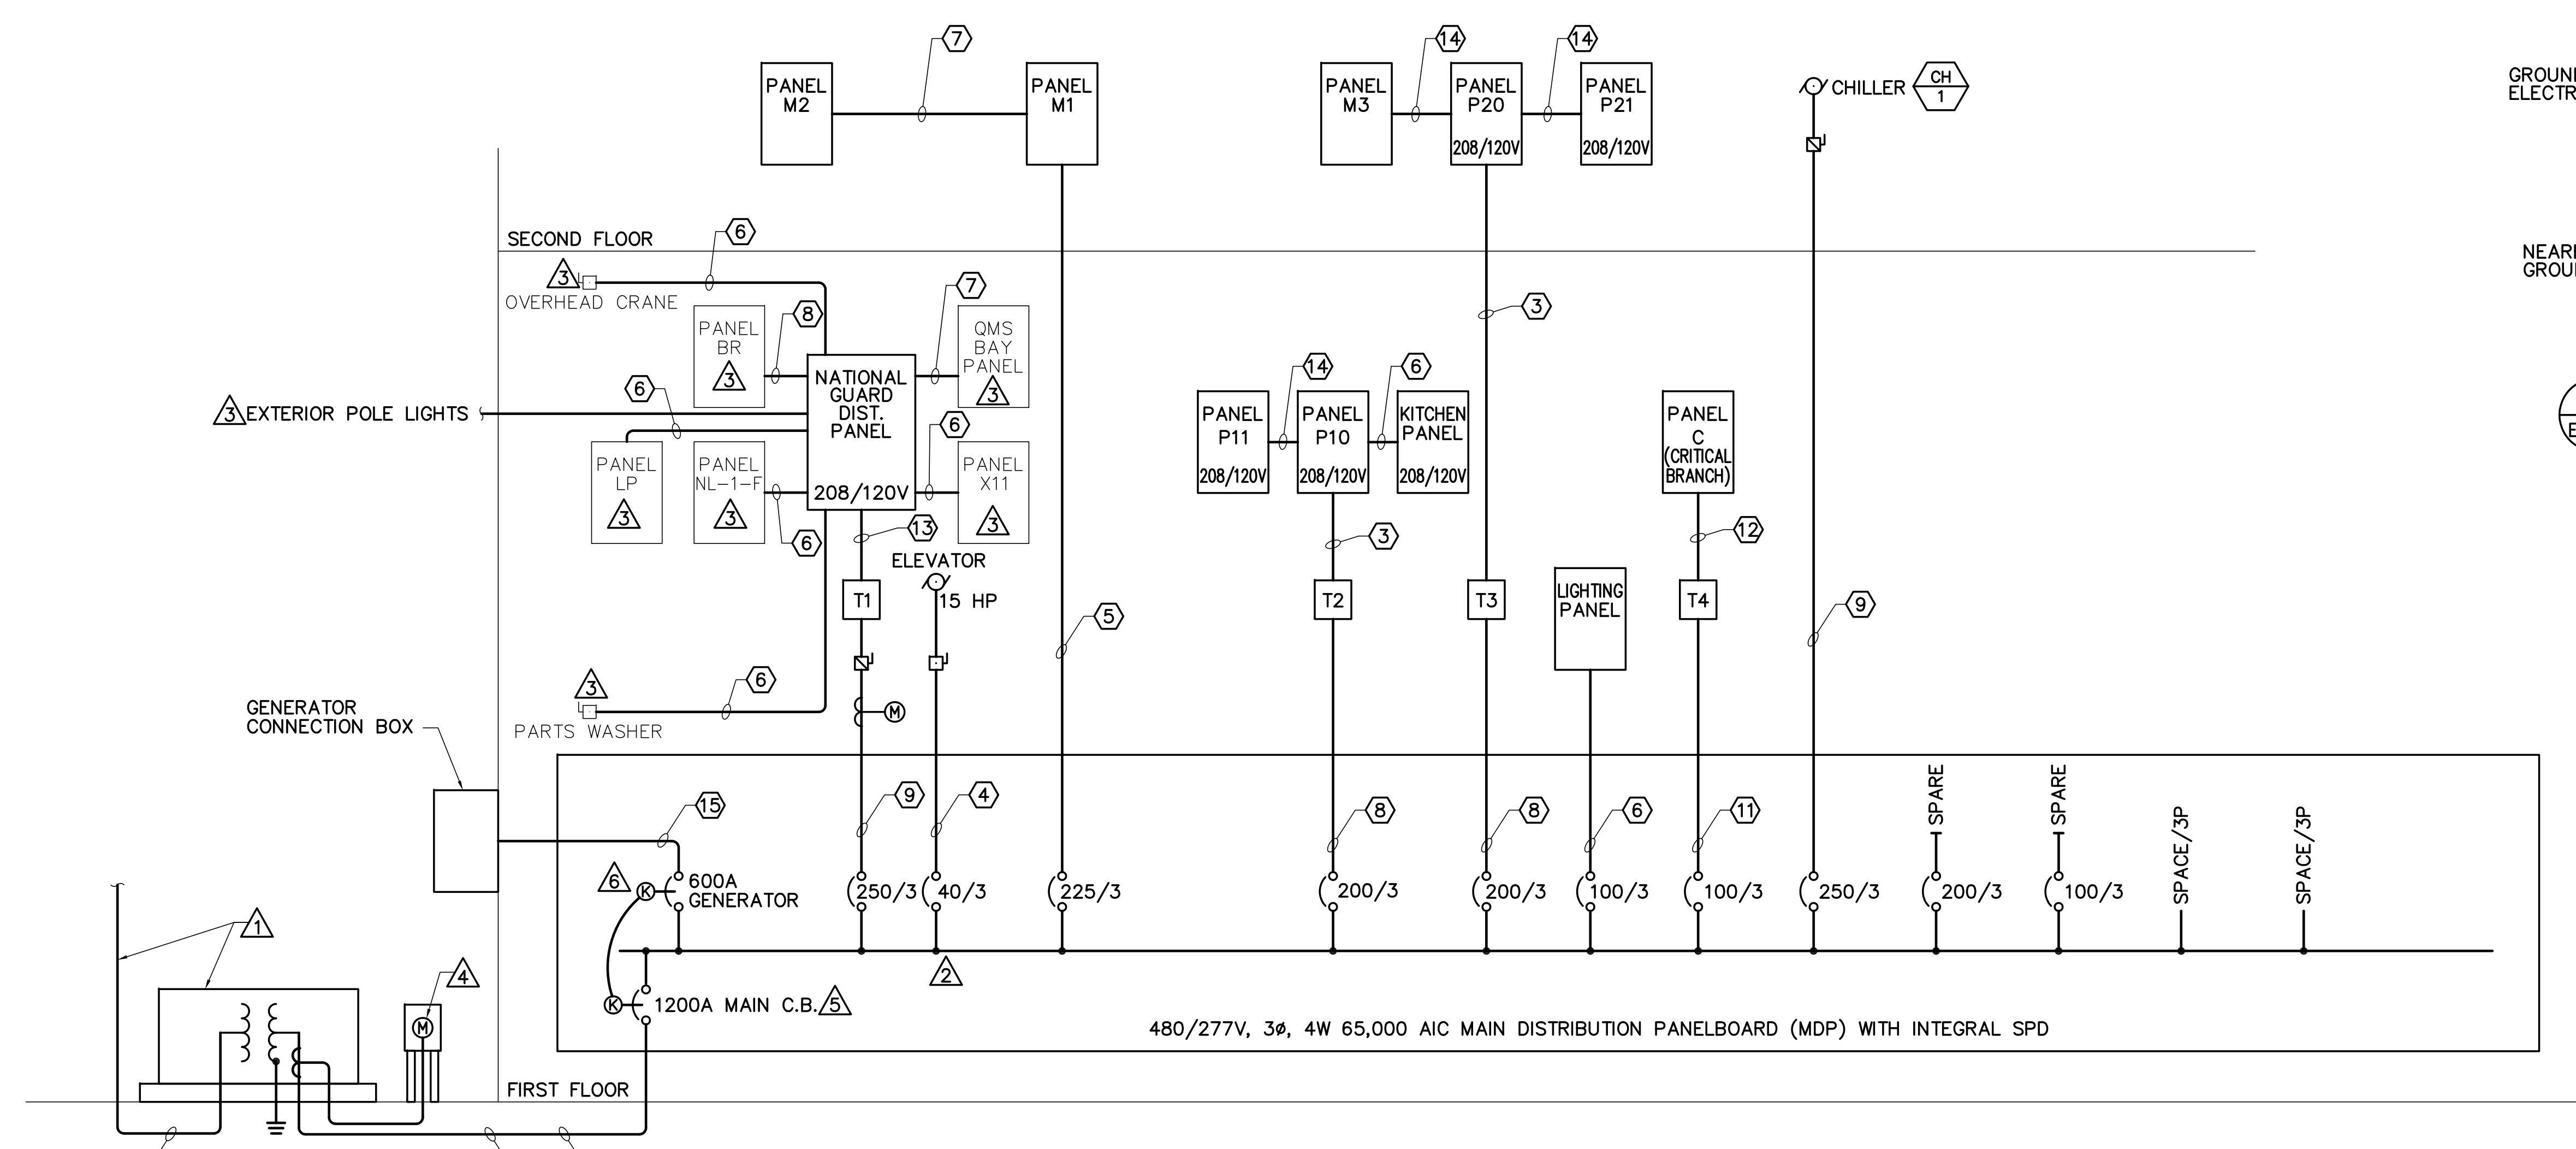 7
14
14
PANEL
M2
PANEL
M1
PANEL
M3
PANEL
P20
208/120V
PANEL
P21
208/120V
CHILLER
CH
1
SECOND FLOOR
6
3
OVERHEAD CRANE
8
7
3
PANEL
BR
3
QMS
BAY
PANEL
3
NATIONAL
GUARD
DIST.
PANEL
208/120V
6
3 EXTERIOR POLE LIGHTS
6
14
6
PANEL
P11
208/120V
PANEL
P10
208/120V
KITCHEN
PANEL
208/120V
PANEL
C
(CRITICAL
BRANCH)
PANEL
LP
3
PANEL
NL-1-F
3
PANEL
X11
3
6
13
3
12
ELEVATOR
15 HP
T1
T2
T3
LIGHTING
PANEL
T4
5
9
3
6
PARTS WASHER
M
GENERATOR
CONNECTION BOX
15
9
4
8
8
6
11
SPARE
SPARE
SPACE/3P
SPACE/3P
6
K
600A
GENERATOR
250/3
40/3
225/3
200/3
200/3
100/3
100/3
250/3
200/3
100/3
1
2
4
M
K
1200A MAIN C.B.
5
480/277V, 3ø, 4W 65,000 AIC MAIN DISTRIBUTION PANELBOARD (MDP) WITH INTEGRAL SPD
FIRST FLOOR